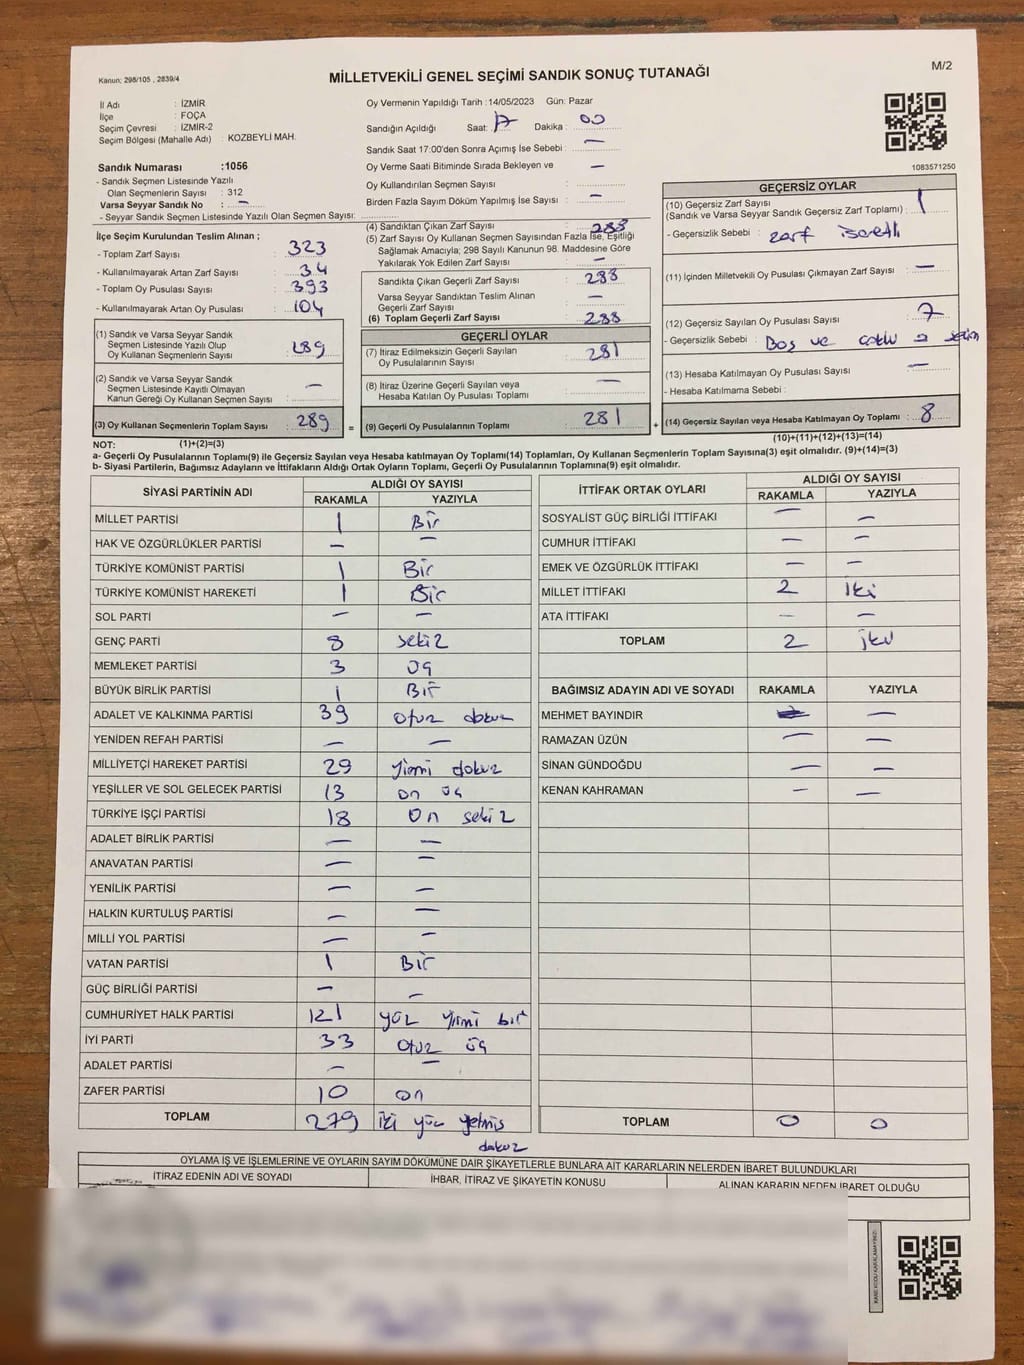 Kanun; 298/105 , 2839/4
MİLLETVEKİLİ GENEL SEÇİMİ SANDIK SONUÇ TUTANAĞI
M/2
İl Adı : İZMİR
İlçe : FOÇA
Seçim Çevresi : İZMİR-2
Seçim Bölgesi (Mahalle Adı) : KOZBEYLİ MAH.
Oy Vermenin Yapıldığı Tarih :14/05/2023 Gün: Pazar
Sandığın Açıldığı Saat: 17 Dakika : 00
Sandık Saat 17:00'den Sonra Açımış İse Sebebi : —
Oy Verme Saati Bitiminde Sırada Bekleyen ve —
Oy Kullandırılan Seçmen Sayısı :
Birden Fazla Sayım Döküm Yapılmış İse Sayısı : —
Sandık Numarası :1056
- Sandık Seçmen Listesinde Yazılı
Olan Seçmenlerin Sayısı : 312
Varsa Seyyar Sandık No : —
- Seyyar Sandık Seçmen Listesinde Yazılı Olan Seçmen Sayısı:
1083571250
İlçe Seçim Kurulundan Teslim Alınan ;
- Toplam Zarf Sayısı : 323
- Kullanılmayarak Artan Zarf Sayısı : 34
- Toplam Oy Pusulası Sayısı : 393
- Kullanılmayarak Artan Oy Pusulası : 104
(1) Sandık ve Varsa Seyyar Sandık
Seçmen Listesinde Yazılı Olup
Oy Kullanan Seçmenlerin Sayısı : 289
(2) Sandık ve Varsa Seyyar Sandık
Seçmen Listesinde Kayıtlı Olmayan
Kanun Gereği Oy Kullanan Seçmen Sayısı : —
(3) Oy Kullanan Seçmenlerin Toplam Sayısı : 289 =
(4) Sandıktan Çıkan Zarf Sayısı : 288
(5) Zarf Sayısı Oy Kullanan Seçmen Sayısından Fazla İse, Eşitliği
Sağlamak Amacıyla; 298 Sayılı Kanunun 98. Maddesine Göre
Yakılarak Yok Edilen Zarf Sayısı : —
Sandıkta Çıkan Geçerli Zarf Sayısı : 288
Varsa Seyyar Sandıktan Teslim Alınan
Geçerli Zarf Sayısı : —
(6) Toplam Geçerli Zarf Sayısı : 288
GEÇERLİ OYLAR
(7) İtiraz Edilmeksizin Geçerli Sayılan
Oy Pusulalarının Sayısı : 281
(8) İtiraz Üzerine Geçerli Sayılan veya
Hesaba Katılan Oy Pusulası Toplamı : —
(9) Geçerli Oy Pusulalarının Toplamı : 281 +
GEÇERSİZ OYLAR
(10) Geçersiz Zarf Sayısı
(Sandık ve Varsa Seyyar Sandık Geçersiz Zarf Toplamı) : 1
- Geçersizlik Sebebi : zarf isaretli
(11) İçinden Milletvekili Oy Pusulası Çıkmayan Zarf Sayısı : —
(12) Geçersiz Sayılan Oy Pusulası Sayısı : 7
- Geçersizlik Sebebi : Boş ve
(13) Hesaba Katılmayan Oy Pusulası Sayısı : —
- Hesaba Katılmama Sebebi :
(14) Geçersiz Sayılan veya Hesaba Katılmayan Oy Toplamı : 8
NOT: (1)+(2)=(3)
(10)+(11)+(12)+(13)=(14)
a- Geçerli Oy Pusulalarının Toplamı(9) ile Geçersiz Sayılan veya Hesaba katılmayan Oy Toplamı(14) Toplamları, Oy Kullanan Seçmenlerin Toplam Sayısına(3) eşit olmalıdır. (9)+(14)=(3)
b- Siyasi Partilerin, Bağımsız Adayların ve İttifakların Aldığı Ortak Oyların Toplamı, Geçerli Oy Pusulalarının Toplamına(9) eşit olmalıdır.
SİYASİ PARTİNİN ADI ALDIĞI OY SAYISI
RAKAMLA YAZIYLA
MİLLET PARTİSİ 1 Bir
HAK VE ÖZGÜRLÜKLER PARTİSİ — —
TÜRKİYE KOMÜNİST PARTİSİ 1 Bir
TÜRKİYE KOMÜNİST HAREKETİ 1 Bir
SOL PARTİ — —
GENÇ PARTİ 8 sekiz
MEMLEKET PARTİSİ 3 üç
BÜYÜK BİRLİK PARTİSİ 1 Bir
ADALET VE KALKINMA PARTİSİ 39 otuz dokuz
YENİDEN REFAH PARTİSİ — —
MİLLİYETÇİ HAREKET PARTİSİ 29 yirmi dokuz
YEŞİLLER VE SOL GELECEK PARTİSİ 13 on üç
TÜRKİYE İŞÇİ PARTİSİ 18 on sekiz
ADALET BİRLİK PARTİSİ — —
ANAVATAN PARTİSİ — —
YENİLİK PARTİSİ — —
HALKIN KURTULUŞ PARTİSİ — —
MİLLİ YOL PARTİSİ — —
VATAN PARTİSİ 1 Bir
GÜÇ BİRLİĞİ PARTİSİ — —
CUMHURİYET HALK PARTİSİ 121 yüz yirmi bir
İYİ PARTİ 33 otuz üç
ADALET PARTİSİ — —
ZAFER PARTİSİ 10 on
TOPLAM 279 iki yüz yetmiş
dokuz
İTTİFAK ORTAK OYLARI ALDIĞI OY SAYISI
RAKAMLA YAZIYLA
SOSYALİST GÜÇ BİRLİĞİ İTTİFAKI — —
CUMHUR İTTİFAKI — —
EMEK VE ÖZGÜRLÜK İTTİFAKI — —
MİLLET İTTİFAKI 2 iki
ATA İTTİFAKI — —
TOPLAM 2 iki
BAĞIMSIZ ADAYIN ADI VE SOYADI RAKAMLA YAZIYLA
MEHMET BAYINDIR — —
RAMAZAN ÜZÜN — —
SİNAN GÜNDOĞDU — —
KENAN KAHRAMAN — —
TOPLAM 0 0
OYLAMA İŞ VE İŞLEMLERİNE VE OYLARIN SAYIM DÖKÜMÜNE DAİR ŞİKAYETLERLE BUNLARA AİT KARARLARIN NELERDEN İBARET BULUNDUKLARI
İTİRAZ EDENİN ADI VE SOYADI İHBAR, İTİRAZ VE ŞİKAYETİN KONUSU ALINAN KARARIN NEDEN İBARET OLDUĞU
KARE KODU KARALAMAYINIZ!